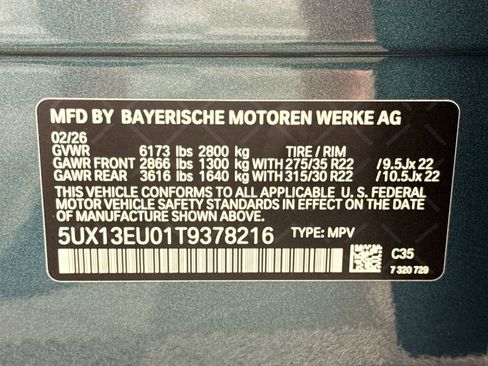 MFD BY BAYERISCHE MOTOREN WERKE AG
02/26
GVWR 6173 lbs 2800 kg TIRE / RIM
GAWR FRONT 2866 lbs 1300 kg WITH 275/35 R22 / 9.5Jx 22
GAWR REAR 3616 lbs 1640 kg WITH 315/30 R22 / 10.5Jx 22
THIS VEHICLE CONFORMS TO ALL APPLICABLE U. S. FEDERAL
MOTOR VEHICLE SAFETY STANDARDS IN EFFECT ON THE DATE
OF MANUFACTURE SHOWN ABOVE.
5UX13EU01T9378216 TYPE: MPV
C35
7 320 729